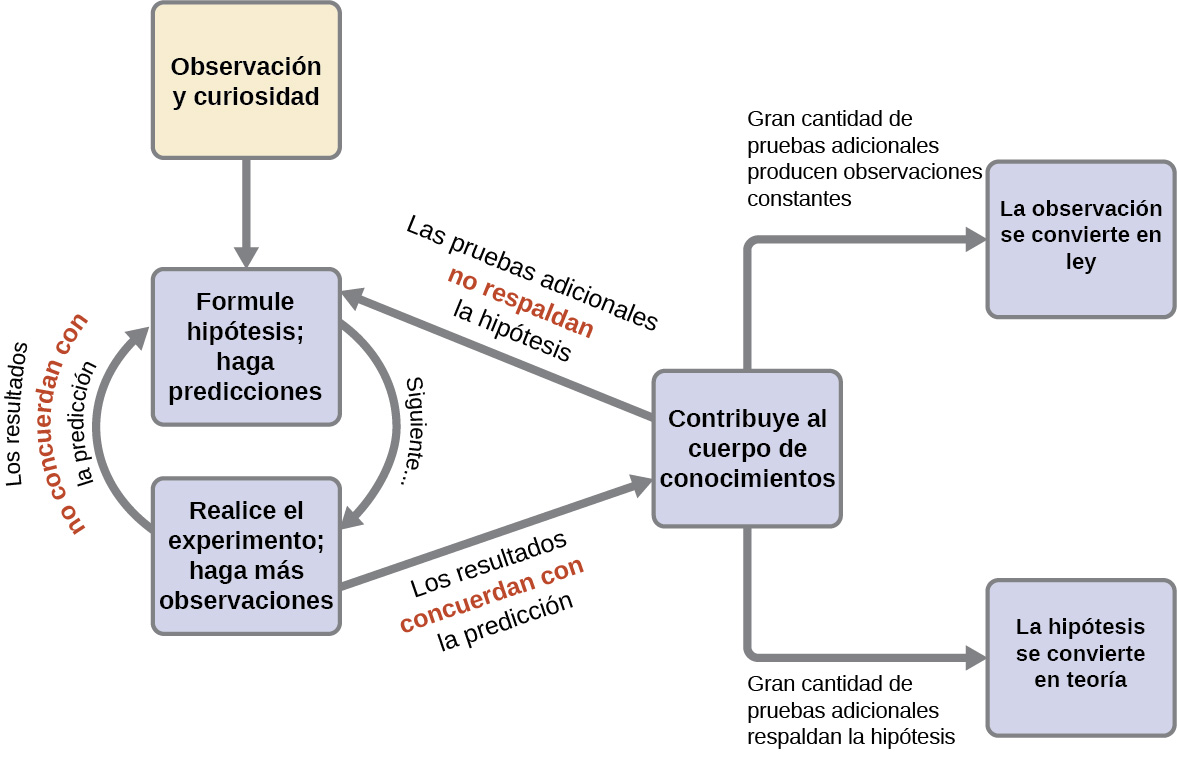 Observación
y curiosidad
Formule
hipótesis;
haga
predicciones
Los resultados
no concuerdan con
la predicción
Siguiente...
Realice el
experimento;
haga más
observaciones
Las pruebas adicionales
no respaldan
la hipótesis
Los resultados
concuerdan con
la predicción
Contribuye al
cuerpo de
conocimientos
Gran cantidad de
pruebas adicionales
producen observaciones
constantes
La observación
se convierte en
ley
Gran cantidad de
pruebas adicionales
respaldan la hipótesis
La hipótesis
se convierte
en teoría